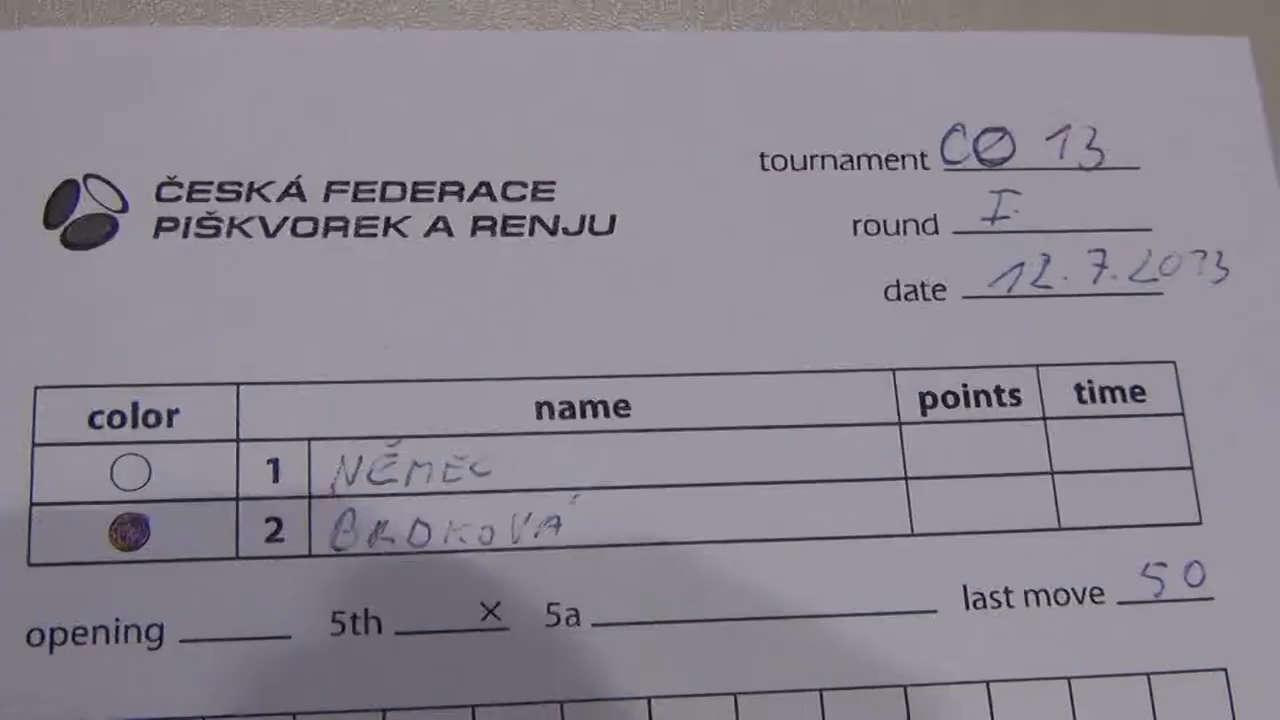 ČESKÁ FEDERACE
PIŠKVOREK A RENJU
tournament CO 13
round I.
date 12.7.2013
color name points time
1 NĚMEC
2 BROKOVÁ
opening 5th × 5a last move 50